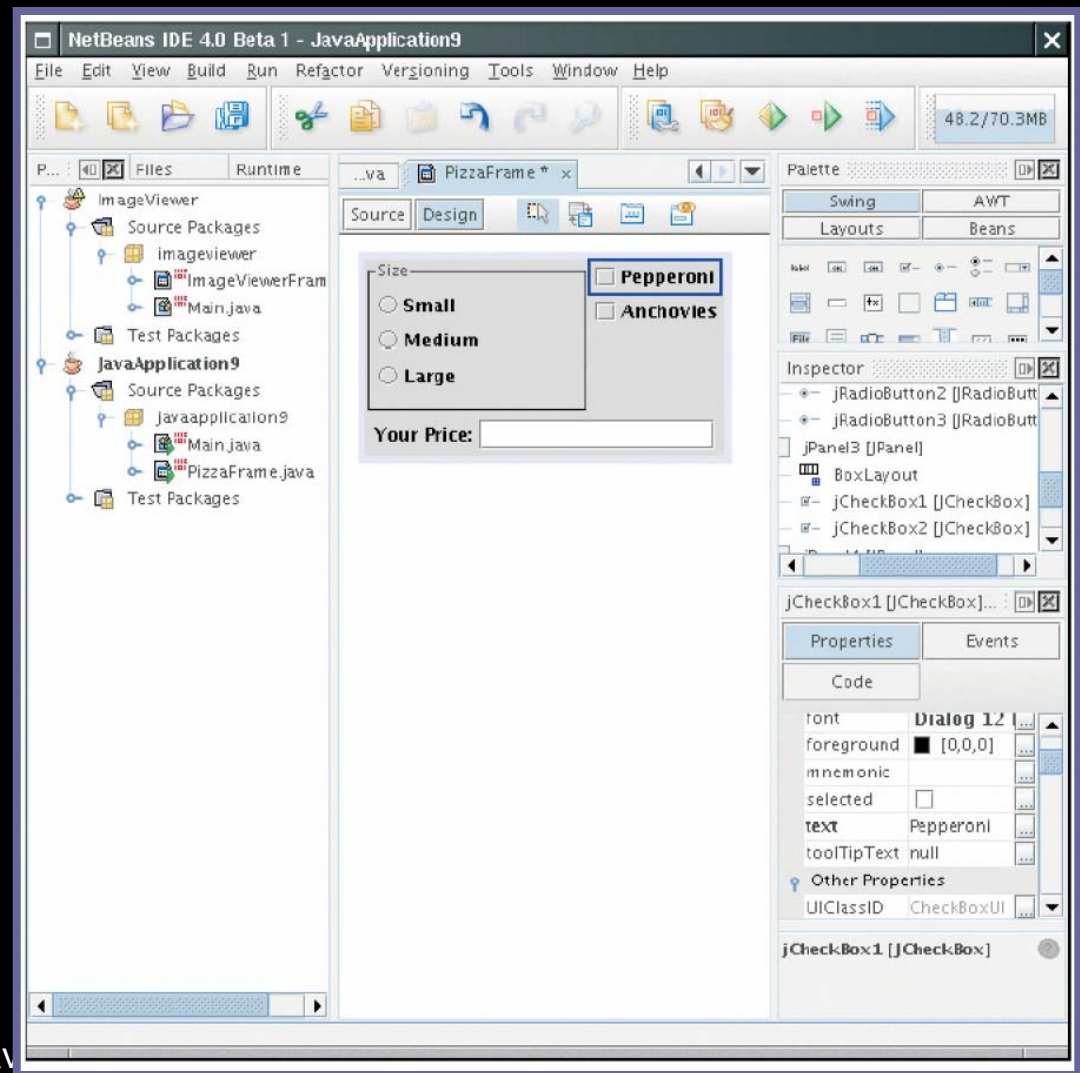 NetBeans IDE 4.0 Beta 1 - JavaApplication9
File Edit View Build Run Refactor Versioning Tools Window Help
48.2/70.3MB
P... Files Runtime
ImageViewer
Source Packages
imageviewer
ImageViewerFram
Main.java
Test Packages
JavaApplication9
Source Packages
javaapplication9
Main.java
PizzaFrame.java
Test Packages
...va PizzaFrame * x
Source Design
Size
Small
Medium
Large
Pepperoni
Anchovies
Your Price:
Palette
Swing AWT
Layouts Beans
label OK OK
File
Inspector
jRadioButton2 [JRadioButt
jRadioButton3 [JRadioButt
jPanel3 [JPanel]
BoxLayout
jCheckBox1 [JCheckBox]
jCheckBox2 [JCheckBox]
jCheckBox1 [JCheckBox]...
Properties Events
Code
font Dialog 12
foreground [0,0,0] ...
mnemonic ...
selected ...
text Pepperoni ...
toolTipText null ...
Other Properties
UIClassID CheckBoxUI ...
jCheckBox1 [JCheckBox]